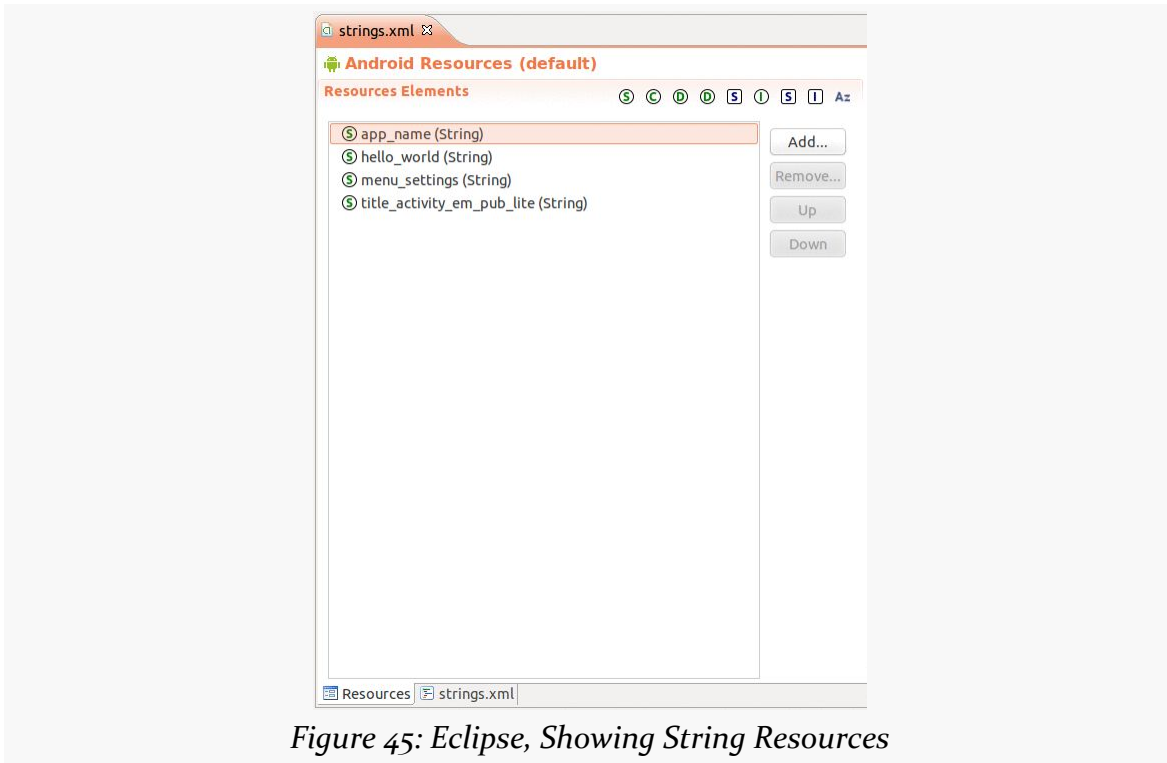 strings.xml
Android Resources (default)
Resources Elements
S C D D S I S I Az
S app_name (String)
S hello_world (String)
S menu_settings (String)
S title_activity_em_pub_lite (String)
Add...
Remove...
Up
Down
Resources strings.xml
Figure 45: Eclipse, Showing String Resources